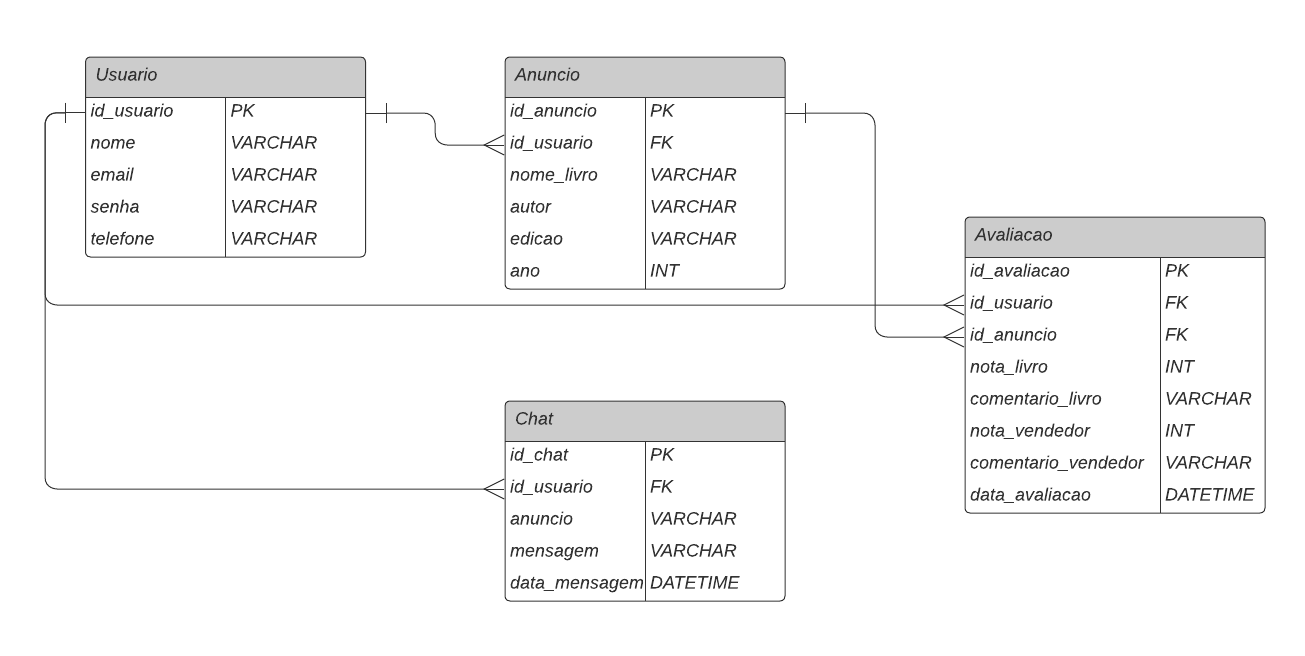 Usuario
id_usuario PK
nome VARCHAR
email VARCHAR
senha VARCHAR
telefone VARCHAR
Anuncio
id_anuncio PK
id_usuario FK
nome_livro VARCHAR
autor VARCHAR
edicao VARCHAR
ano INT
Avaliacao
id_avaliacao PK
id_usuario FK
id_anuncio FK
nota_livro INT
comentario_livro VARCHAR
nota_vendedor INT
comentario_vendedor VARCHAR
data_avaliacao DATETIME
Chat
id_chat PK
id_usuario FK
anuncio VARCHAR
mensagem VARCHAR
data_mensagem DATETIME